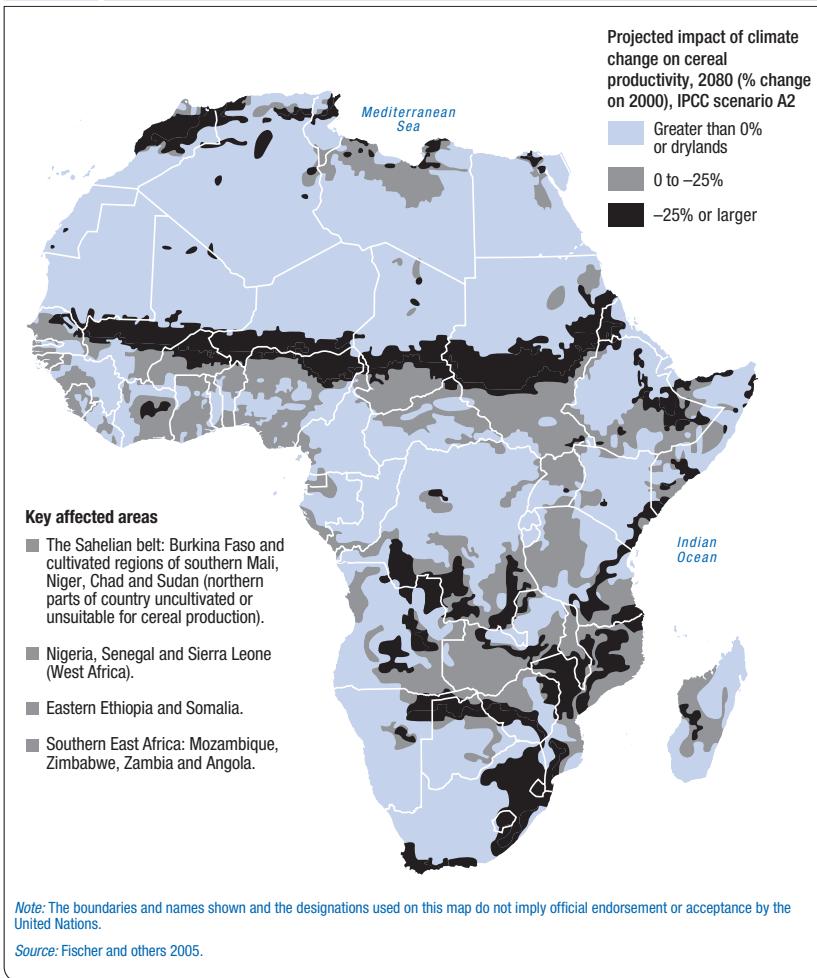 Projected impact of climate
change on cereal
productivity, 2080 (% change
on 2000), IPCC scenario A2
Greater than 0%
or drylands
0 to –25%
–25% or larger
Mediterranean
Sea
Indian
Ocean
Key affected areas
The Sahelian belt: Burkina Faso and
cultivated regions of southern Mali,
Niger, Chad and Sudan (northern
parts of country uncultivated or
unsuitable for cereal production).
Nigeria, Senegal and Sierra Leone
(West Africa).
Eastern Ethiopia and Somalia.
Southern East Africa: Mozambique,
Zimbabwe, Zambia and Angola.
Note: The boundaries and names shown and the designations used on this map do not imply official endorsement or acceptance by the
United Nations.
Source: Fischer and others 2005.